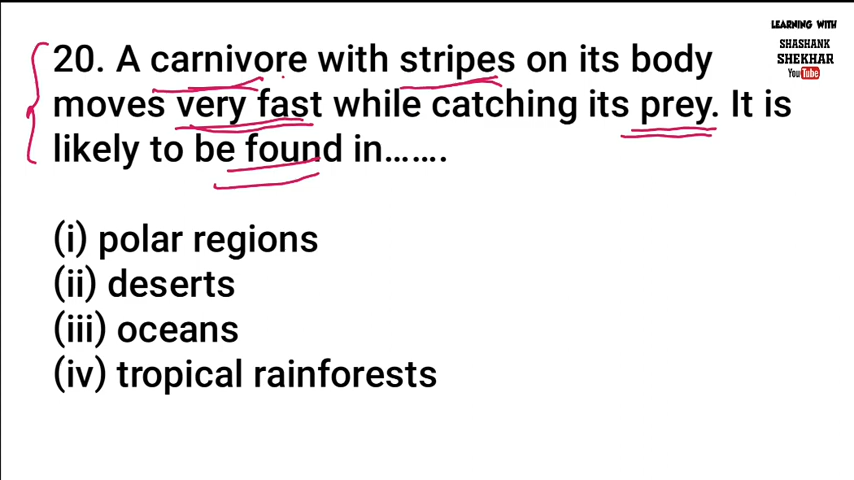 LEARNING WITH
SHASHANK
SHEKHAR
YouTube
20. A carnivore with stripes on its body
moves very fast while catching its prey. It is
likely to be found in.......
(i) polar regions
(ii) deserts
(iii) oceans
(iv) tropical rainforests